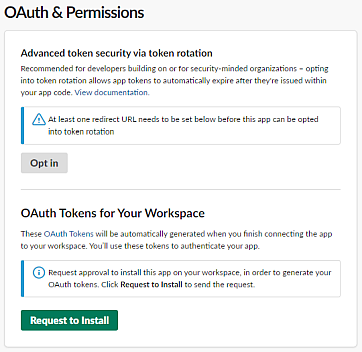 OAuth & Permissions
Advanced token security via token rotation
Recommended for developers building on or for security-minded organizations – opting
into token rotation allows app tokens to automatically expire after they're issued within
your app code. View documentation.
At least one redirect URL needs to be set below before this app can be opted
into token rotation
Opt in
OAuth Tokens for Your Workspace
These OAuth Tokens will be automatically generated when you finish connecting the app
to your workspace. You'll use these tokens to authenticate your app.
Request approval to install this app on your workspace, in order to generate your
OAuth tokens. Click Request to Install to send the request.
Request to Install